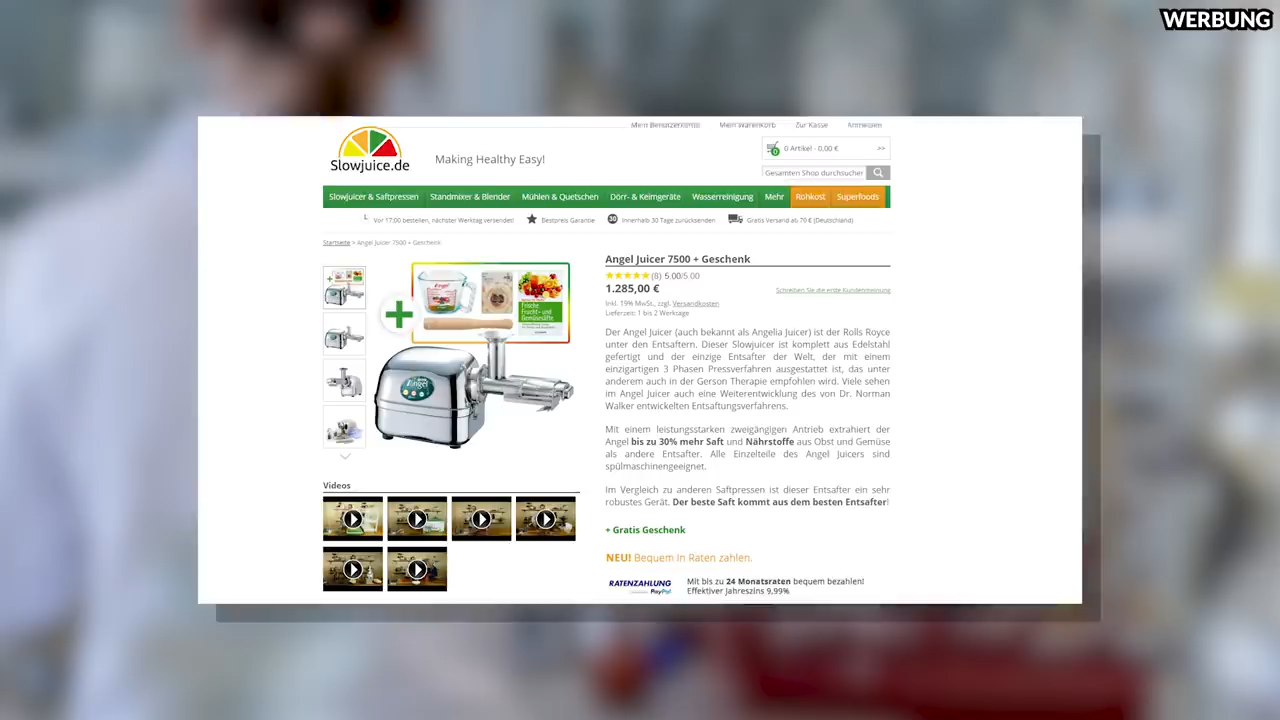 WERBUNG
Mein Benutzerkonto Mein Warenkorb Zur Kasse Anmelden
Slowjuice.de
Making Healthy Easy!
0 Artikel - 0,00 € >>
0
Gesamten Shop durchsuchen
Slowjuicer & Saftpressen Standmixer & Blender Mühlen & Quetschen Dörr- & Keimgeräte Wasserreinigung Mehr Rohkost Superfoods
Vor 17:00 bestellen, nächster Werktag versendet! Bestpreis Garantie 30 Innerhalb 30 Tage zurücksenden Gratis Versand ab 70 € (Deutschland)
Startseite > Angel Juicer 7500 + Geschenk
Angel Juicer 7500 + Geschenk
(8) 5.00/5.00
1.285,00 €
Schreiben Sie die erste Kundenmeinung
Inkl. 19% MwSt., zzgl. Versandkosten
Lieferzeit: 1 bis 2 Werktage
Frische
Frucht- und
Gemüsesäfte
Angel
Der Angel Juicer (auch bekannt als Angelia Juicer) ist der Rolls Royce
unter den Entsaftern. Dieser Slowjuicer ist komplett aus Edelstahl
gefertigt und der einzige Entsafter der Welt, der mit einem
einzigartigen 3 Phasen Pressverfahren ausgestattet ist, das unter
anderem auch in der Gerson Therapie empfohlen wird. Viele sehen
im Angel Juicer auch eine Weiterentwicklung des von Dr. Norman
Walker entwickelten Entsaftungsverfahrens.
Mit einem leistungsstarken zweigängigen Antrieb extrahiert der
Angel bis zu 30% mehr Saft und Nährstoffe aus Obst und Gemüse
als andere Entsafter. Alle Einzelteile des Angel Juicers sind
spülmaschinengeeignet.
Im Vergleich zu anderen Saftpressen ist dieser Entsafter ein sehr
robustes Gerät. Der beste Saft kommt aus dem besten Entsafter!
+ Gratis Geschenk
NEU! Bequem in Raten zahlen.
RATENZAHLUNG
PayPal
Mit bis zu 24 Monatsraten bequem bezahlen!
Effektiver Jahreszins 9,99%
Videos